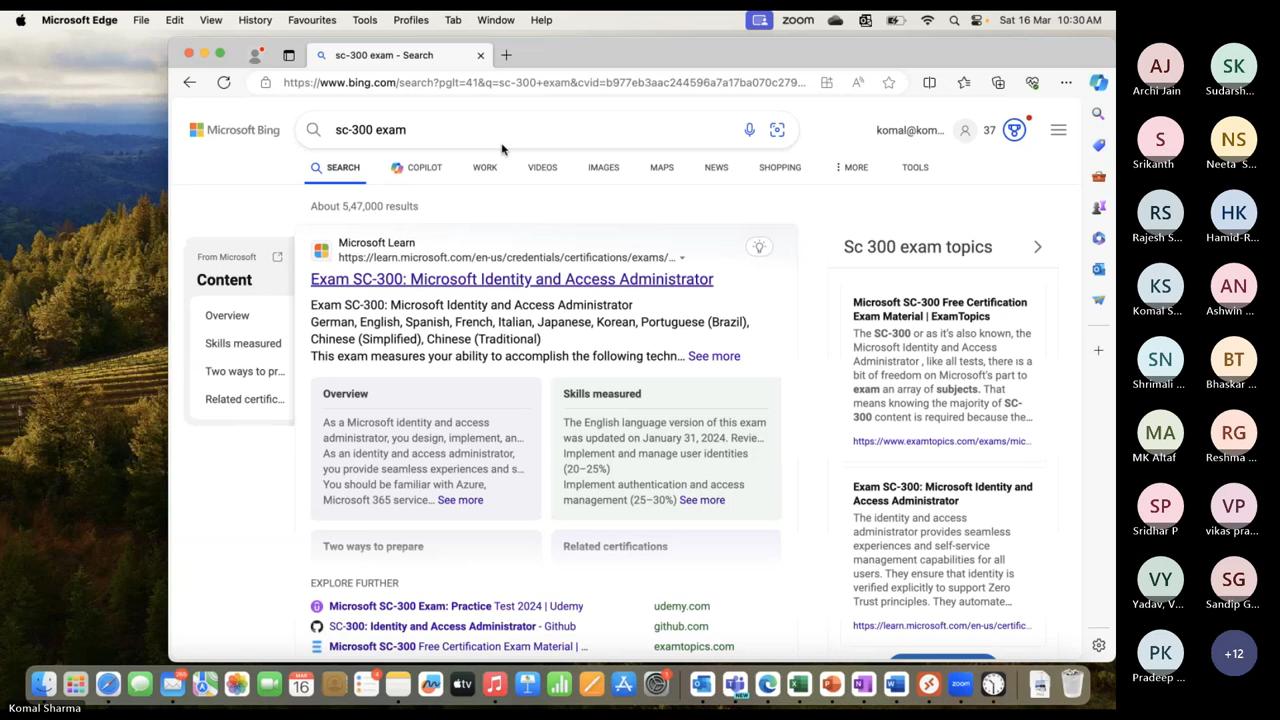 Microsoft Edge File Edit View History Favourites Tools Profiles Tab Window Help zoom Sat 16 Mar 10:30 AM
sc-300 exam - Search
https://www.bing.com/search?pglt=41&q=sc-300+exam&cvid=b977eb3aac244596a7a17ba070c279...
Microsoft Bing
sc-300 exam
komal@kom...
37
SEARCH COPILOT WORK VIDEOS IMAGES MAPS NEWS SHOPPING MORE TOOLS
About 5,47,000 results
From Microsoft
Content
Overview
Skills measured
Two ways to pr...
Related certific...
Microsoft Learn
https://learn.microsoft.com/en-us/credentials/certifications/exams/...
Exam SC-300: Microsoft Identity and Access Administrator
Exam SC-300: Microsoft Identity and Access Administrator
German, English, Spanish, French, Italian, Japanese, Korean, Portuguese (Brazil),
Chinese (Simplified), Chinese (Traditional)
This exam measures your ability to accomplish the following techn... See more
Overview
As a Microsoft identity and access
administrator, you design, implement, an...
As an identity and access administrator,
you provide seamless experiences and s...
You should be familiar with Azure,
Microsoft 365 service... See more
Skills measured
The English language version of this exam
was updated on January 31, 2024. Revie...
Implement and manage user identities
(20–25%)
Implement authentication and access
management (25–30%) See more
Two ways to prepare
Related certifications
EXPLORE FURTHER
Microsoft SC-300 Exam: Practice Test 2024 | Udemy udemy.com
SC-300: Identity and Access Administrator - Github github.com
Microsoft SC-300 Free Certification Exam Material | ... examtopics.com
Sc 300 exam topics
Microsoft SC-300 Free Certification
Exam Material | ExamTopics
The SC-300 or as it's also known, the
Microsoft Identity and Access
Administrator , like all tests, there is a
bit of freedom on Microsoft's part to
exam an array of subjects. That
means knowing the majority of SC-
300 content is required because the...
https://www.examtopics.com/exams/mic...
Exam SC-300: Microsoft Identity and
Access Administrator
The identity and access
administrator provides seamless
experiences and self-service
management capabilities for all
users. They ensure that identity is
verified explicitly to support Zero
Trust principles. They automate...
https://learn.microsoft.com/en-us/certific...
AJ
Archi Jain
SK
Sudarsh...
S
Srikanth
NS
Neeta S...
RS
Rajesh S...
HK
Hamid-R...
KS
Komal S...
AN
Ashwin ...
SN
Shrimali ...
BT
Bhaskar ...
MA
MK Altaf
RG
Reshma ...
SP
Sridhar P
VP
vikas pra...
VY
Yadav, V...
SG
Sandip G...
PK
Pradeep ...
+12
MAR
16
tv
NEW
zoom
Komal Sharma